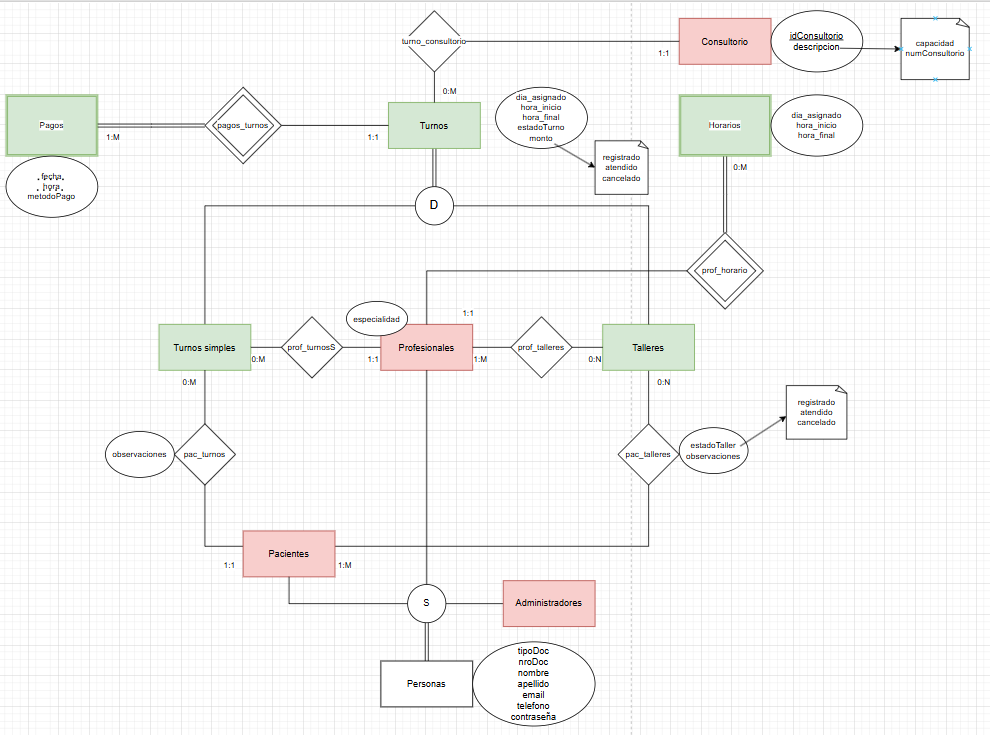 turno_consultorio
Consultorio
1:1
idConsultorio
descripcion
capacidad
numConsultorio
0:M
Pagos
1:M
pagos_turnos
1:1
Turnos
dia_asignado
hora_inicio
hora_final
estadoTurno
monto
registrado
atendido
cancelado
Horarios
dia_asignado
hora_inicio
hora_final
0:M
fecha
hora
metodoPago
D
prof_horario
especialidad
1:1
Turnos simples
0:M
prof_turnosS
1:1
Profesionales
1:M
prof_talleres
0:N
Talleres
0:M
0:N
registrado
atendido
cancelado
observaciones
pac_turnos
pac_talleres
estadoTaller
observaciones
Pacientes
1:1
1:M
S
Administradores
Personas
tipoDoc
nroDoc
nombre
apellido
email
telefono
contraseña